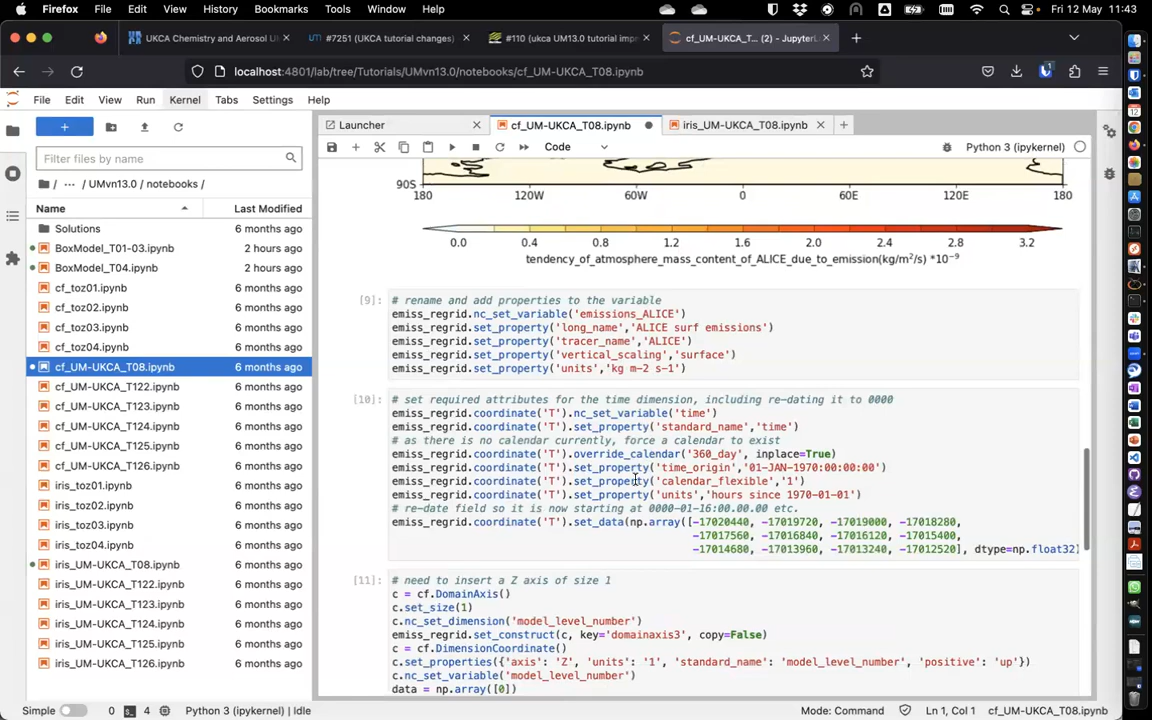 Firefox File Edit View History Bookmarks Tools Window Help Fri 12 May 11:43
UKCA Chemistry and Aerosol U #7251 (UKCA tutorial changes) #110 (ukca UM13.0 tutorial imp cf_UM-UKCA_T... (2) - JupyterL
localhost:4801/lab/tree/Tutorials/UMvn13.0/notebooks/cf_UM-UKCA_T08.ipynb
File Edit View Run Kernel Tabs Settings Help
Launcher cf_UM-UKCA_T08.ipynb iris_UM-UKCA_T08.ipynb
Code Python 3 (ipykernel)
Filter files by name
/ ... / UMvn13.0 / notebooks /
Name Last Modified
Solutions 6 months ago
BoxModel_T01-03.ipynb 2 hours ago
BoxModel_T04.ipynb 2 hours ago
cf_toz01.ipynb 6 months ago
cf_toz02.ipynb 6 months ago
cf_toz03.ipynb 6 months ago
cf_toz04.ipynb 6 months ago
cf_UM-UKCA_T08.ipynb 6 months ago
cf_UM-UKCA_T122.ipynb 6 months ago
cf_UM-UKCA_T123.ipynb 6 months ago
cf_UM-UKCA_T124.ipynb 6 months ago
cf_UM-UKCA_T125.ipynb 6 months ago
cf_UM-UKCA_T126.ipynb 6 months ago
iris_toz01.ipynb 6 months ago
iris_toz02.ipynb 6 months ago
iris_toz03.ipynb 6 months ago
iris_toz04.ipynb 6 months ago
iris_UM-UKCA_T08.ipynb 6 months ago
iris_UM-UKCA_T122.ipynb 6 months ago
iris_UM-UKCA_T123.ipynb 6 months ago
iris_UM-UKCA_T124.ipynb 6 months ago
iris_UM-UKCA_T125.ipynb 6 months ago
iris_UM-UKCA_T126.ipynb 6 months ago
90S
180 120W 60W 0 60E 120E 180
0.0 0.4 0.8 1.2 1.6 2.0 2.4 2.8 3.2
tendency_of_atmosphere_mass_content_of_ALICE_due_to_emission(kg/m²/s) *10⁻⁹
[9]: # rename and add properties to the variable
emiss_regrid.nc_set_variable('emissions_ALICE')
emiss_regrid.set_property('long_name','ALICE surf emissions')
emiss_regrid.set_property('tracer_name','ALICE')
emiss_regrid.set_property('vertical_scaling','surface')
emiss_regrid.set_property('units','kg m-2 s-1')
[10]: # set required attributes for the time dimension, including re-dating it to 0000
emiss_regrid.coordinate('T').nc_set_variable('time')
emiss_regrid.coordinate('T').set_property('standard_name','time')
# as there is no calendar currently, force a calendar to exist
emiss_regrid.coordinate('T').override_calendar('360_day', inplace=True)
emiss_regrid.coordinate('T').set_property('time_origin','01-JAN-1970:00:00:00')
emiss_regrid.coordinate('T').set_property('calendar_flexible','1')
emiss_regrid.coordinate('T').set_property('units','hours since 1970-01-01')
# re-date field so it is now starting at 0000-01-16:00.00.00 etc.
emiss_regrid.coordinate('T').set_data(np.array([-17020440, -17019720, -17019000, -17018280,
-17017560, -17016840, -17016120, -17015400,
-17014680, -17013960, -17013240, -17012520], dtype=np.float32)
[11]: # need to insert a Z axis of size 1
c = cf.DomainAxis()
c.set_size(1)
c.nc_set_dimension('model_level_number')
emiss_regrid.set_construct(c, key='domainaxis3', copy=False)
c = cf.DimensionCoordinate()
c.set_properties({'axis': 'Z', 'units': '1', 'standard_name': 'model_level_number', 'positive': 'up'})
c.nc_set_variable('model_level_number')
data = np.array([0])
Simple 0 4 Python 3 (ipykernel) | Idle Mode: Command Ln 1, Col 1 cf_UM-UKCA_T08.ipynb